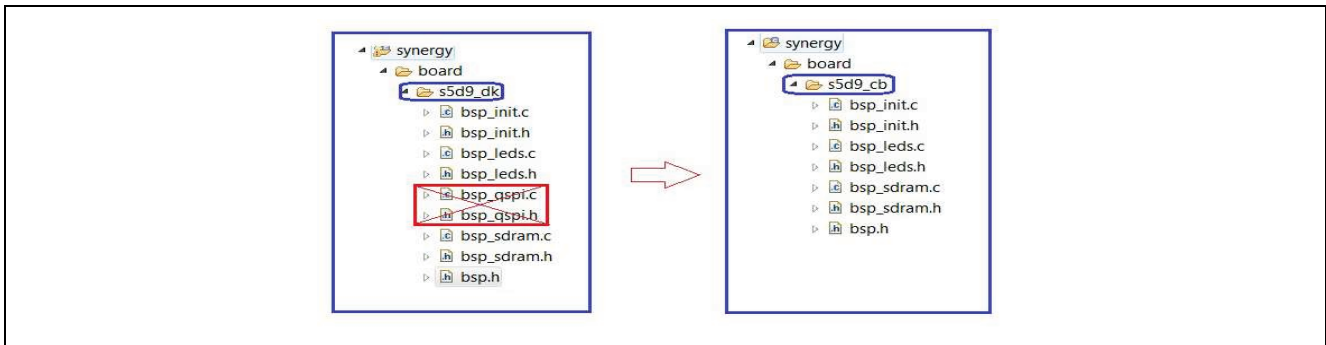 synergy
board
s5d9_dk
bsp_init.c
bsp_init.h
bsp_leds.c
bsp_leds.h
bsp_qspi.c
bsp_qspi.h
bsp_sdram.c
bsp_sdram.h
bsp.h
synergy
board
s5d9_cb
bsp_init.c
bsp_init.h
bsp_leds.c
bsp_leds.h
bsp_sdram.c
bsp_sdram.h
bsp.h